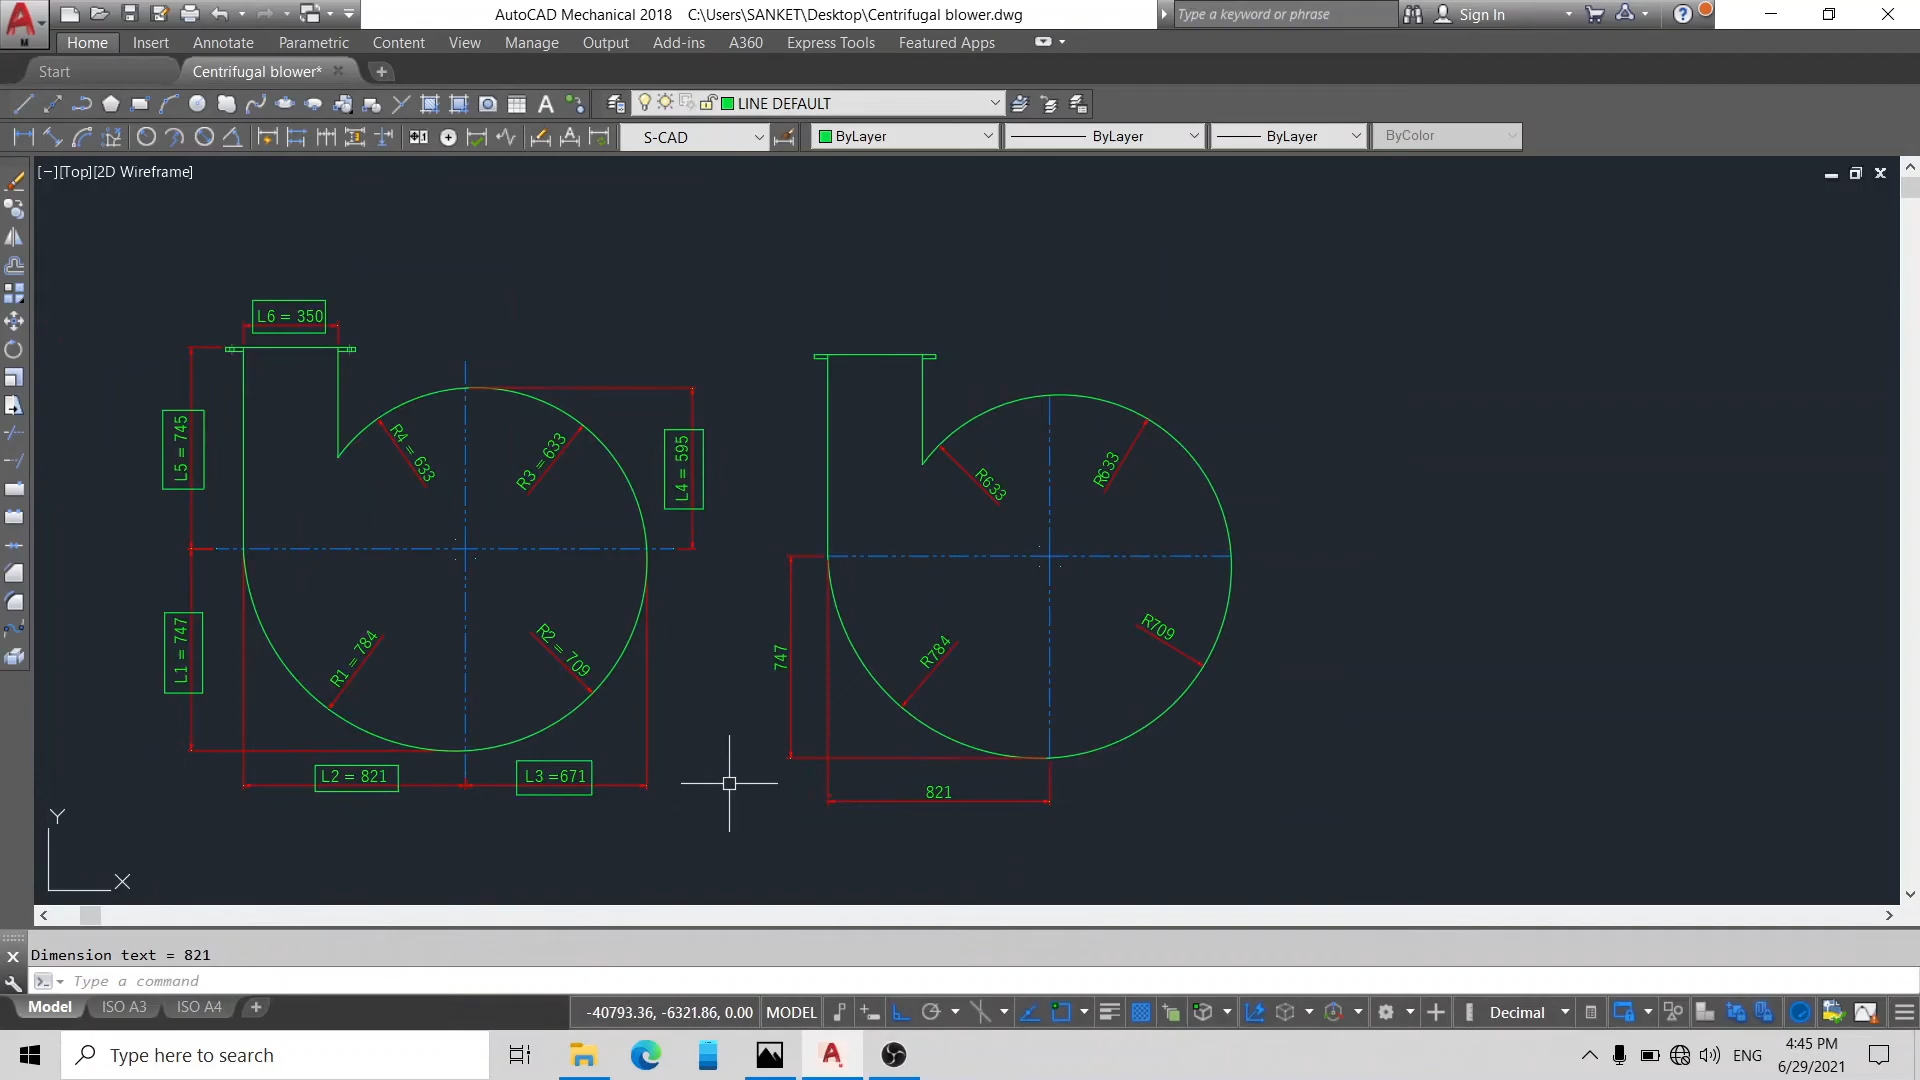 AutoCAD Mechanical 2018 C:\Users\SANKET\Desktop\Centrifugal blower.dwg
Type a keyword or phrase
Sign In
Home Insert Annotate Parametric Content View Manage Output Add-ins A360 Express Tools Featured Apps
Start Centrifugal blower*
LINE DEFAULT
S-CAD ByLayer ByLayer ByLayer ByColor
[−][Top][2D Wireframe]
L6 = 350
L5 = 745
R4 = 633
R3 = 633
L4 = 595
L1 = 747
R1 = 784
R2 = 709
L2 = 821
L3 =671
R633
R633
747
R784
R709
821
Y
X
Dimension text = 821
Type a command
Model ISO A3 ISO A4
-40793.36, -6321.86, 0.00 MODEL Decimal
Type here to search
ENG
4:45 PM
6/29/2021